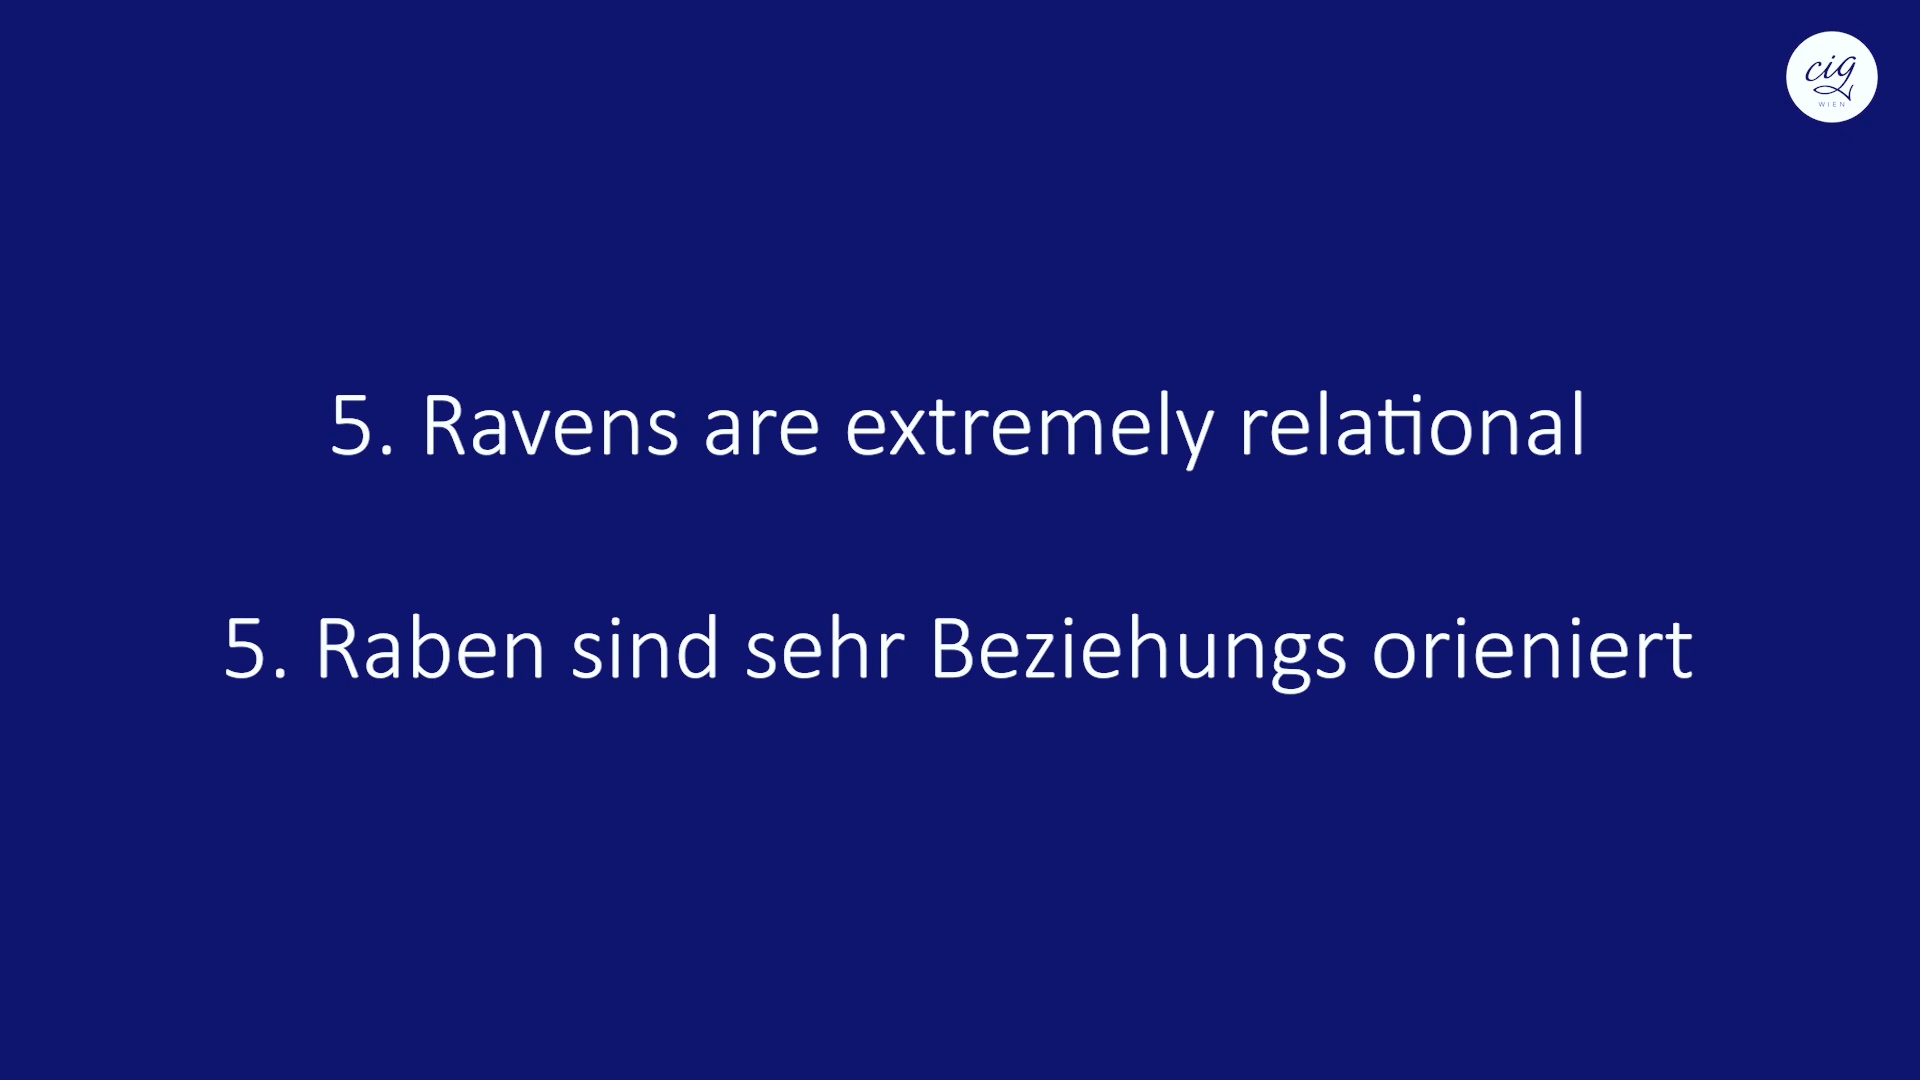 cig
WIEN
5. Ravens are extremely relational
5. Raben sind sehr Beziehungs orieniert